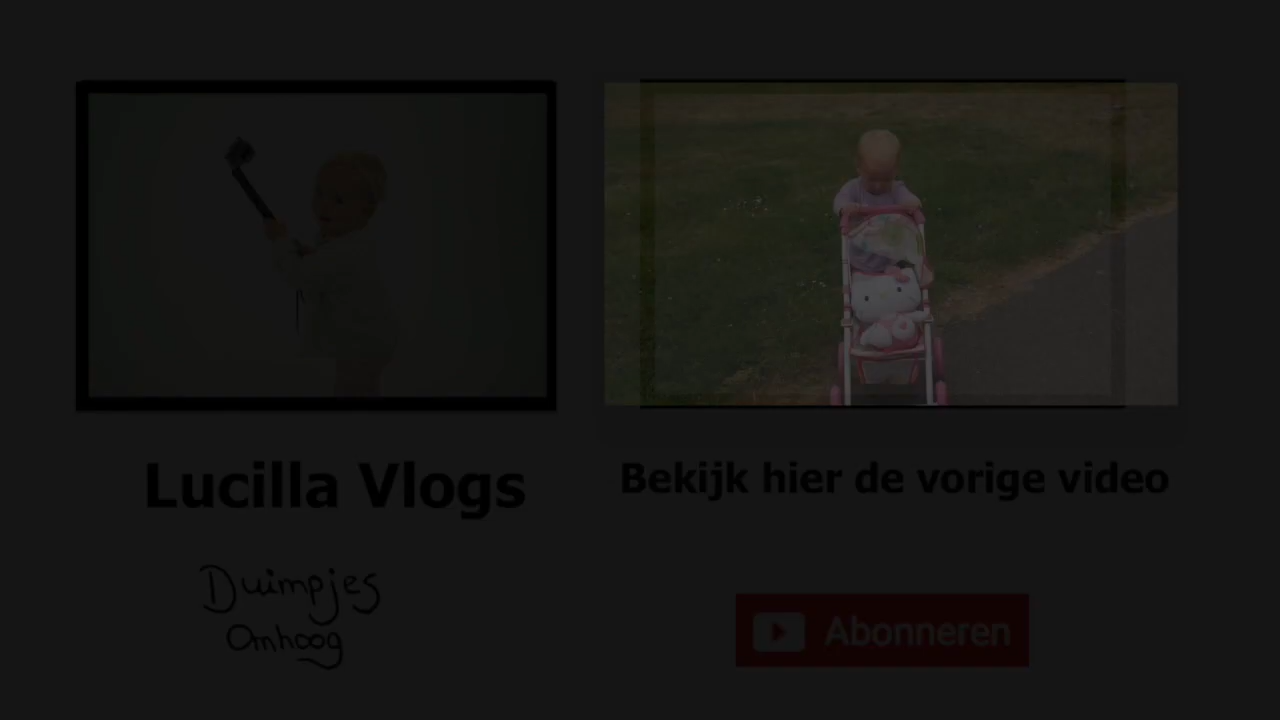 Lucilla Vlogs
Bekijk hier de vorige video
Duimpjes
Omhoog
Abonneren